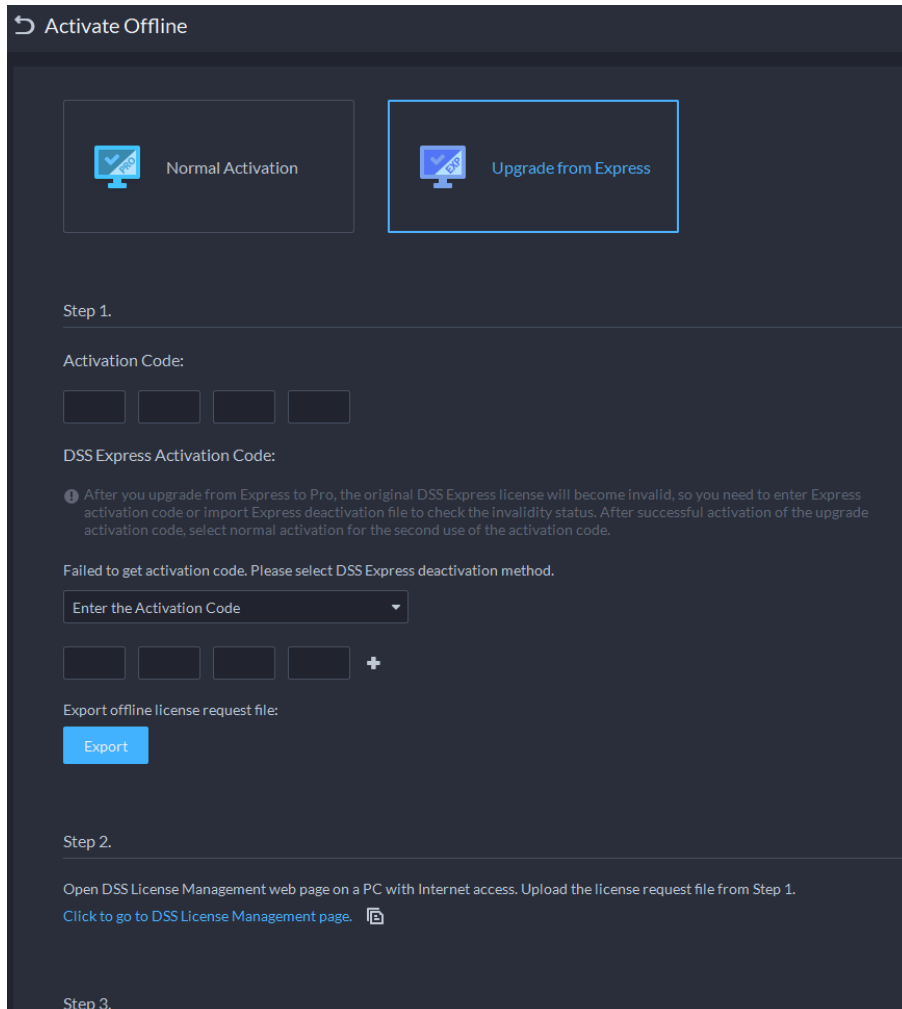 Activate Offline
PRO
Normal Activation
EXP
Upgrade from Express
Step 1.
Activation Code:
DSS Express Activation Code:
After you upgrade from Express to Pro, the original DSS Express license will become invalid, so you need to enter Express
activation code or import Express deactivation file to check the invalidity status. After successful activation of the upgrade
activation code, select normal activation for the second use of the activation code.
Failed to get activation code. Please select DSS Express deactivation method.
Enter the Activation Code
Export offline license request file:
Export
Step 2.
Open DSS License Management web page on a PC with Internet access. Upload the license request file from Step 1.
Click to go to DSS License Management page.
Step 3.